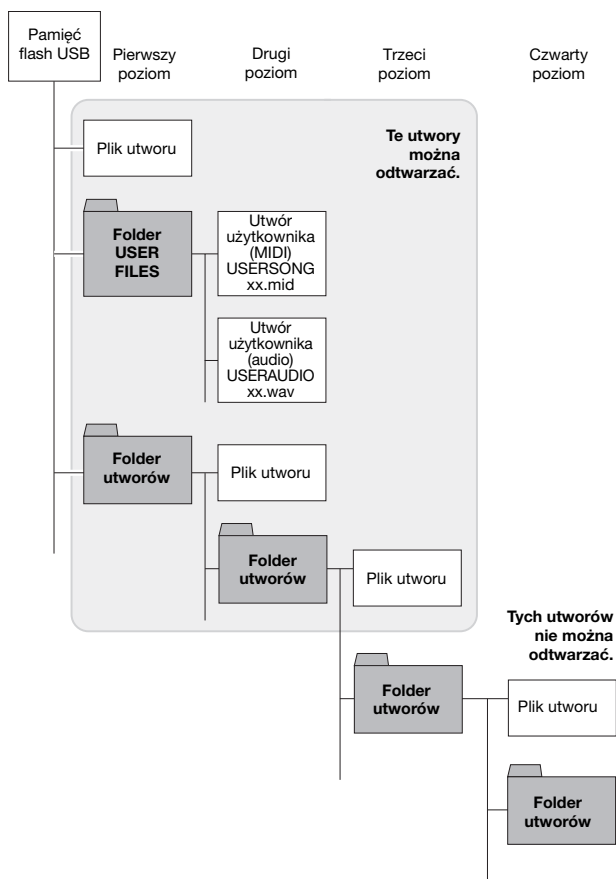 Pamięć
flash USB
Pierwszy
poziom
Drugi
poziom
Trzeci
poziom
Czwarty
poziom
Plik utworu
Te utwory
można
odtwarzać.
Folder
USER
FILES
Utwór
użytkownika
(MIDI)
USERSONG
xx.mid
Utwór
użytkownika
(audio)
USERAUDIO
xx.wav
Folder
utworów
Plik utworu
Folder
utworów
Plik utworu
Tych utworów
nie można
odtwarzać.
Folder
utworów
Plik utworu
Folder
utworów